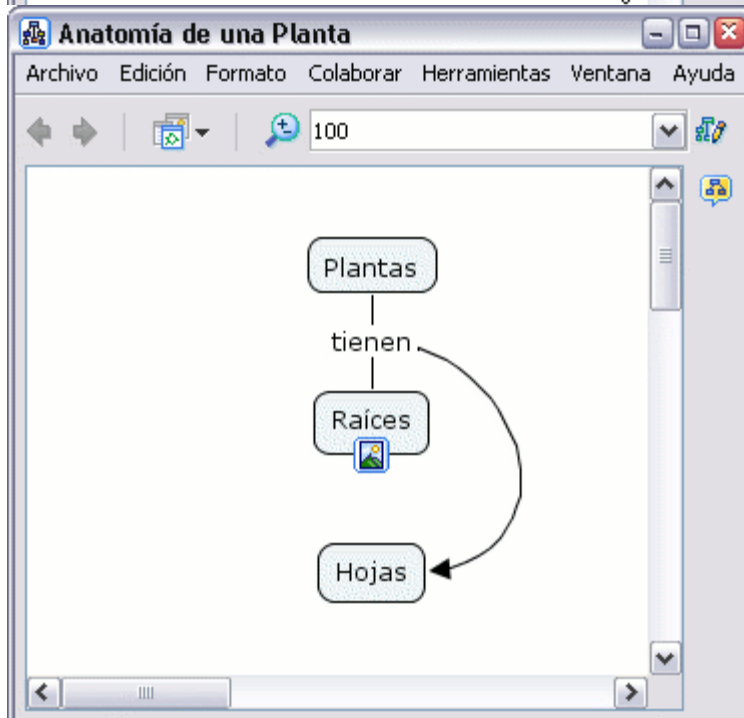 Anatomía de una Planta
Archivo Edición Formato Colaborar Herramientas Ventana Ayuda
100
Plantas
tienen
Raíces
Hojas